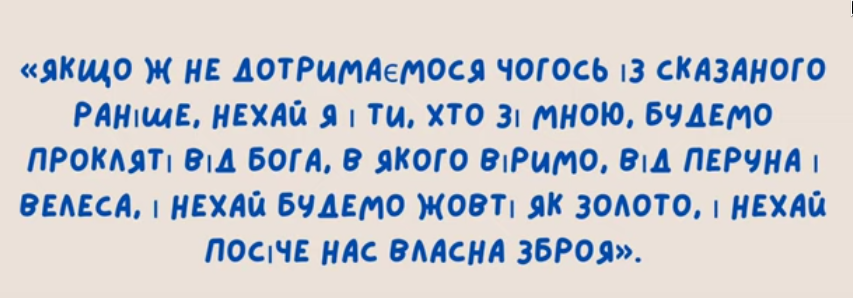 «ЯКЩО Ж НЕ ДОТРИМАЄМОСЯ ЧОГОСЬ ІЗ СКАЗАНОГО
РАНІШЕ, НЕХАЙ Я І ТИ, ХТО ЗІ МНОЮ, БУДЕМО
ПРОКЛЯТІ ВІД БОГА, В ЯКОГО ВІРИМО, ВІД ПЕРУНА І
ВЕЛЕСА, І НЕХАЙ БУДЕМО ЖОВТІ ЯК ЗОЛОТО, І НЕХАЙ
ПОСІЧЕ НАС ВЛАСНА ЗБРОЯ».